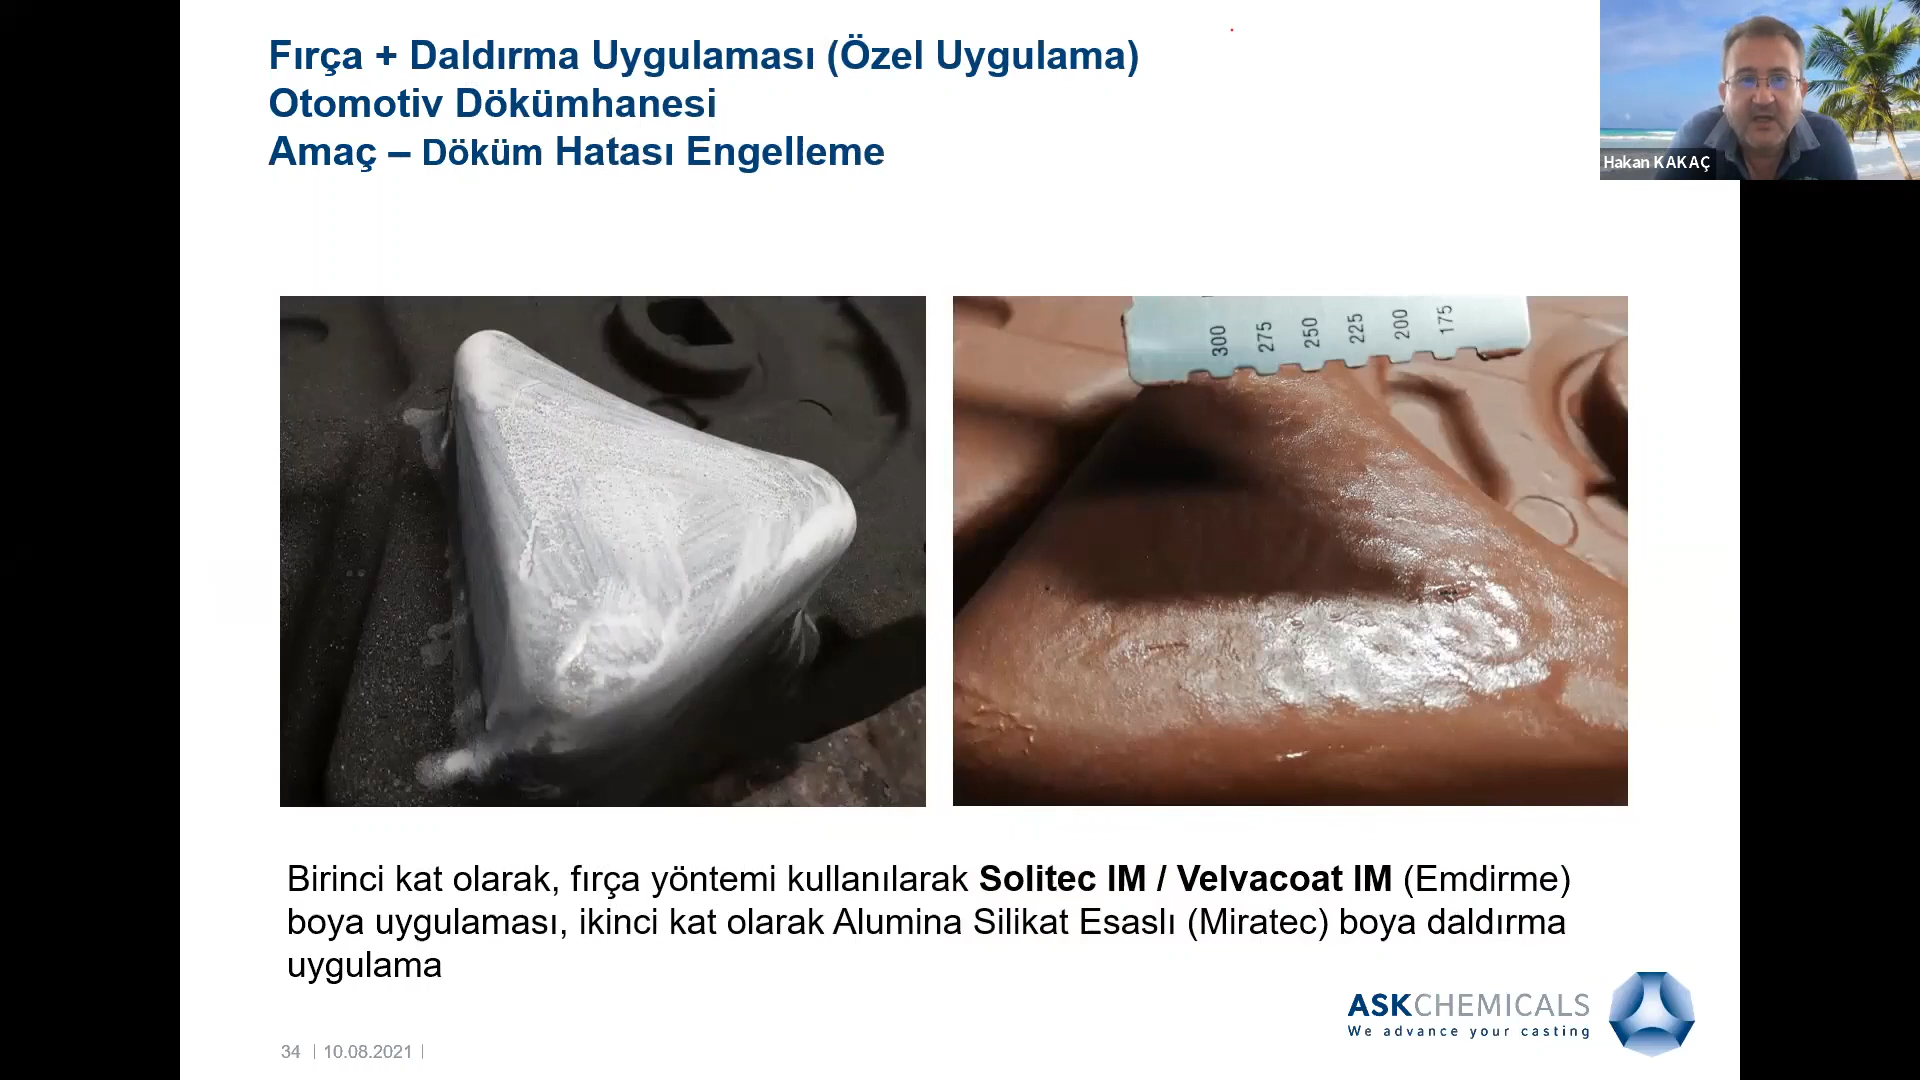 Fırça + Daldırma Uygulaması (Özel Uygulama)
Otomotiv Dökümhanesi
Amaç – Döküm Hatası Engelleme
Hakan KAKAÇ
300 275 250 225 200 175
Birinci kat olarak, fırça yöntemi kullanılarak Solitec IM / Velvacoat IM (Emdirme)
boya uygulaması, ikinci kat olarak Alumina Silikat Esaslı (Miratec) boya daldırma
uygulama
ASKCHEMICALS
We advance your casting
34 | 10.08.2021 |